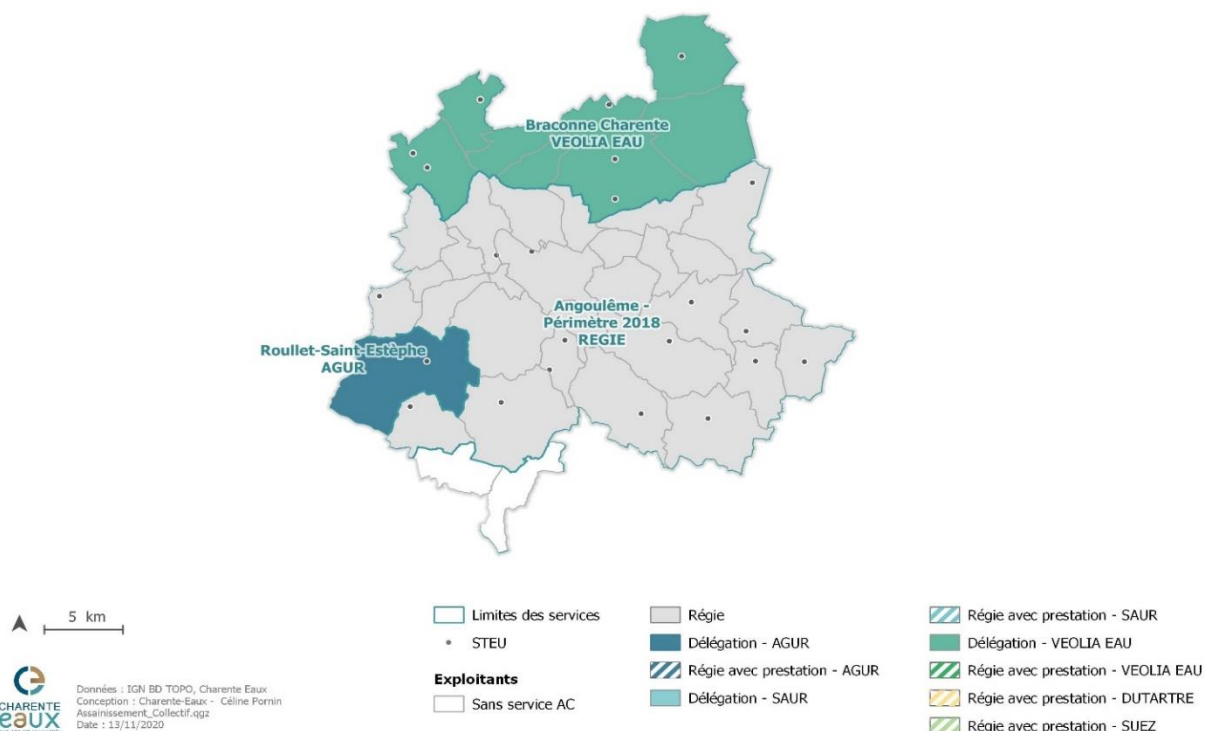 Braconne Charente
VEOLIA EAU
Angoulême -
Périmètre 2018
REGIE
Roullet-Saint-Estèphe
AGUR
5 km
Limites des services
STEU
Exploitants
Sans service AC
Régie
Délégation - AGUR
Régie avec prestation - AGUR
Délégation - SAUR
Régie avec prestation - SAUR
Délégation - VEOLIA EAU
Régie avec prestation - VEOLIA EAU
Régie avec prestation - DUTARTRE
Régie avec prestation - SUEZ
CHARENTE
eaux
Données : IGN BD TOPO, Charente Eaux
Conception : Charente-Eaux - Céline Pornin
Assainissement_Collectif.qgz
Date : 13/11/2020